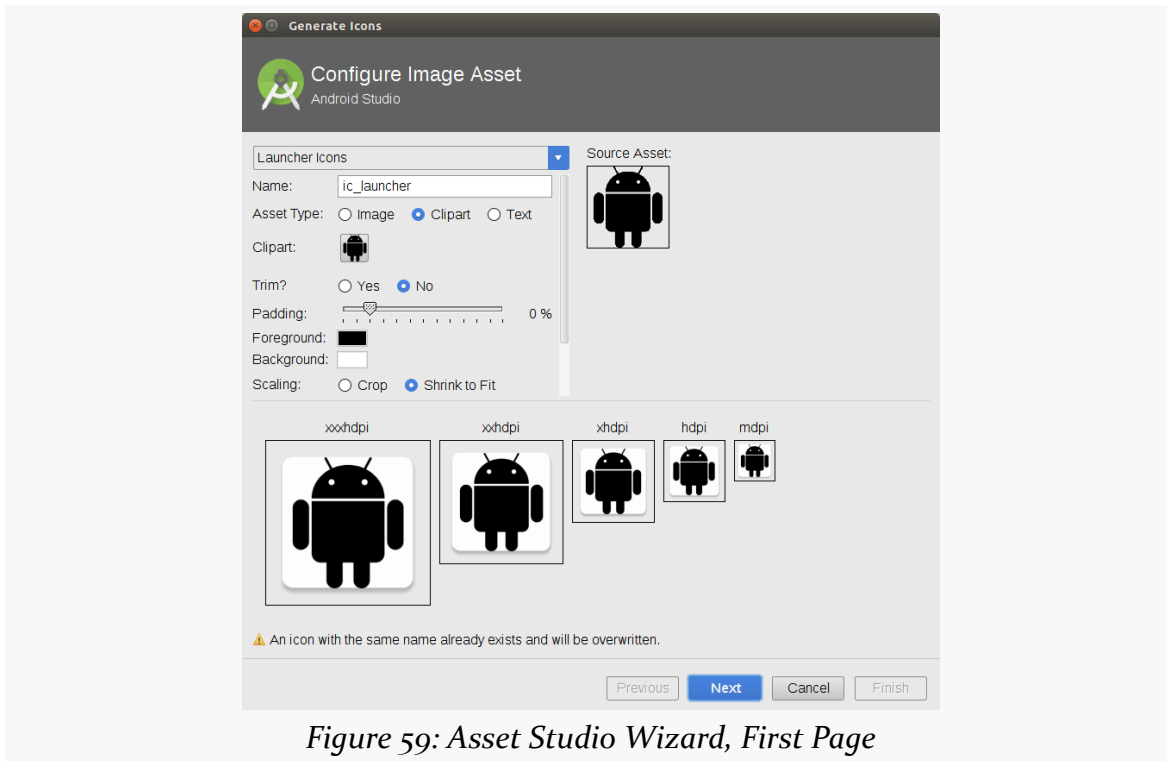 Generate Icons
Configure Image Asset
Android Studio
Launcher Icons
Source Asset:
Name: ic_launcher
Asset Type: Image Clipart Text
Clipart:
Trim? Yes No
Padding: 0 %
Foreground:
Background:
Scaling: Crop Shrink to Fit
xxxhdpi xxhdpi xhdpi hdpi mdpi
An icon with the same name already exists and will be overwritten.
Previous Next Cancel Finish
Figure 59: Asset Studio Wizard, First Page